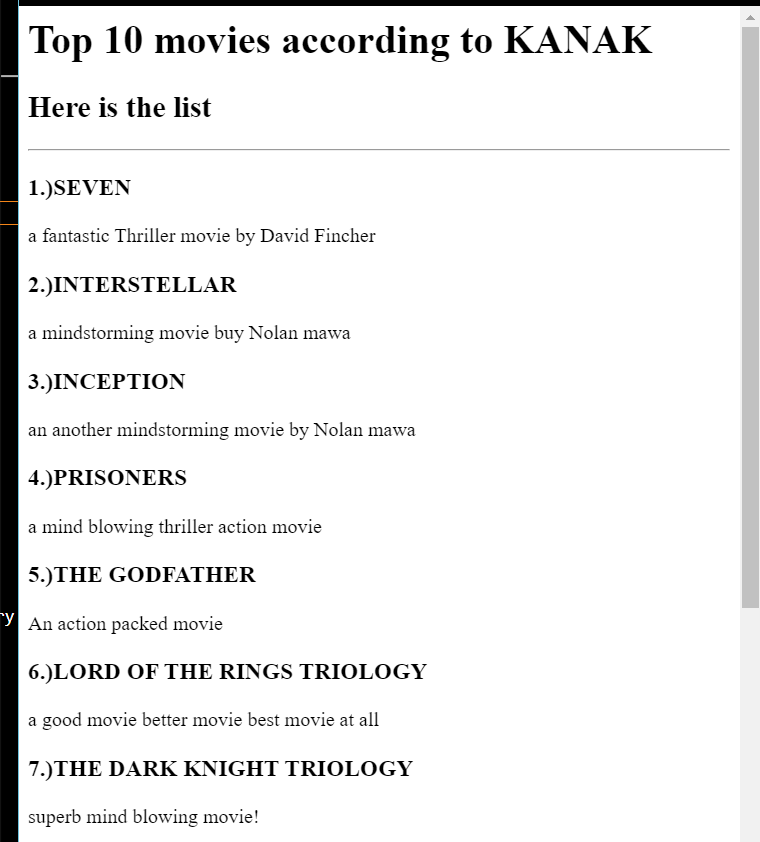 Top 10 movies according to KANAK
Here is the list
1.)SEVEN
a fantastic Thriller movie by David Fincher
2.)INTERSTELLAR
a mindstorming movie buy Nolan mawa
3.)INCEPTION
an another mindstorming movie by Nolan mawa
4.)PRISONERS
a mind blowing thriller action movie
5.)THE GODFATHER
ry
An action packed movie
6.)LORD OF THE RINGS TRIOLOGY
a good movie better movie best movie at all
7.)THE DARK KNIGHT TRIOLOGY
superb mind blowing movie!